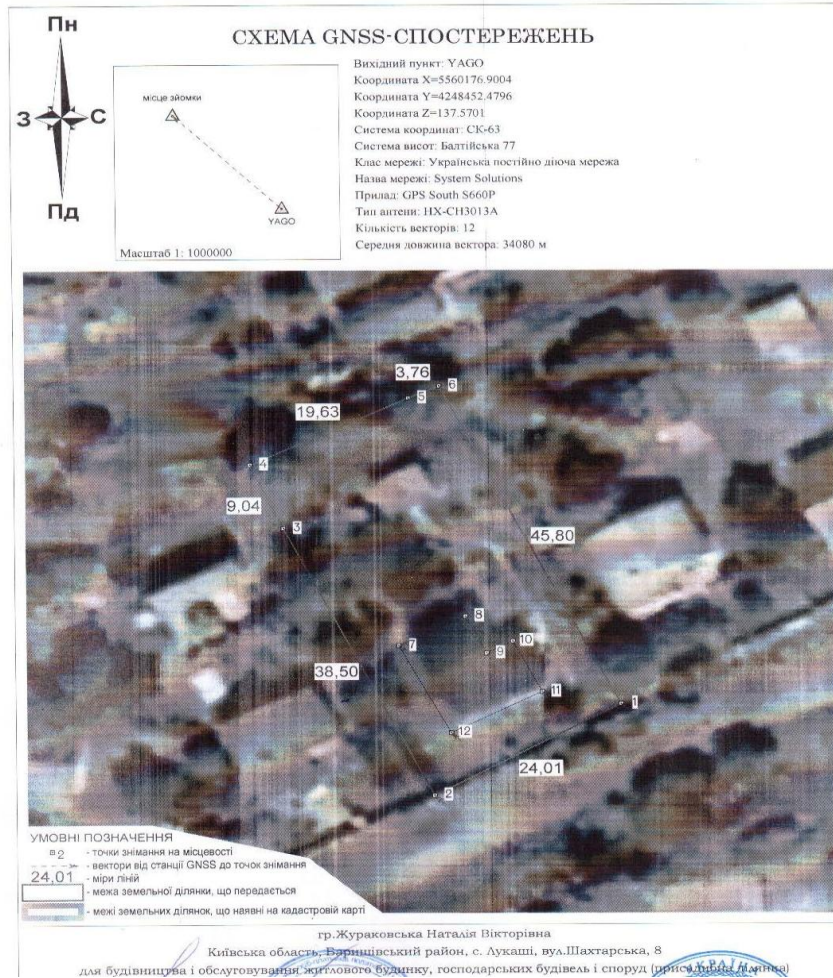 Пн
СХЕМА GNSS-СПОСТЕРЕЖЕНЬ
Вихідний пункт: YAGO
Координата X=5560176.9004
Координата Y=4248452.4796
Координата Z=137.5701
Система координат: СК-63
Система висот: Балтійська 77
Клас мережі: Українська постійно діюча мережа
Назва мережі: System Solutions
Прилад: GPS South S660P
Тип антени: HX-CH3013A
Кількість векторів: 12
Середня довжина вектора: 34080 м
місце зйомки
З
С
Пд
YAGO
Масштаб 1: 1000000
3,76
6
5
19,63
4
9,04
3
45,80
8
10
7
9
38,50
11
1
12
24,01
2
УМОВНІ ПОЗНАЧЕННЯ
2 - точки знімання на місцевості
- вектори від станції GNSS до точок знімання
24,01 - міри ліній
- межа земельної ділянки, що передається
- межі земельних ділянок, що наявні на кадастровій карті
гр.Жураковська Наталія Вікторівна
Київська область, Баришівський район, с. Лукаші, вул.Шахтарська, 8
для будівництва і обслуговування житлового будинку, господарських будівель і споруд (присадибна ділянка)